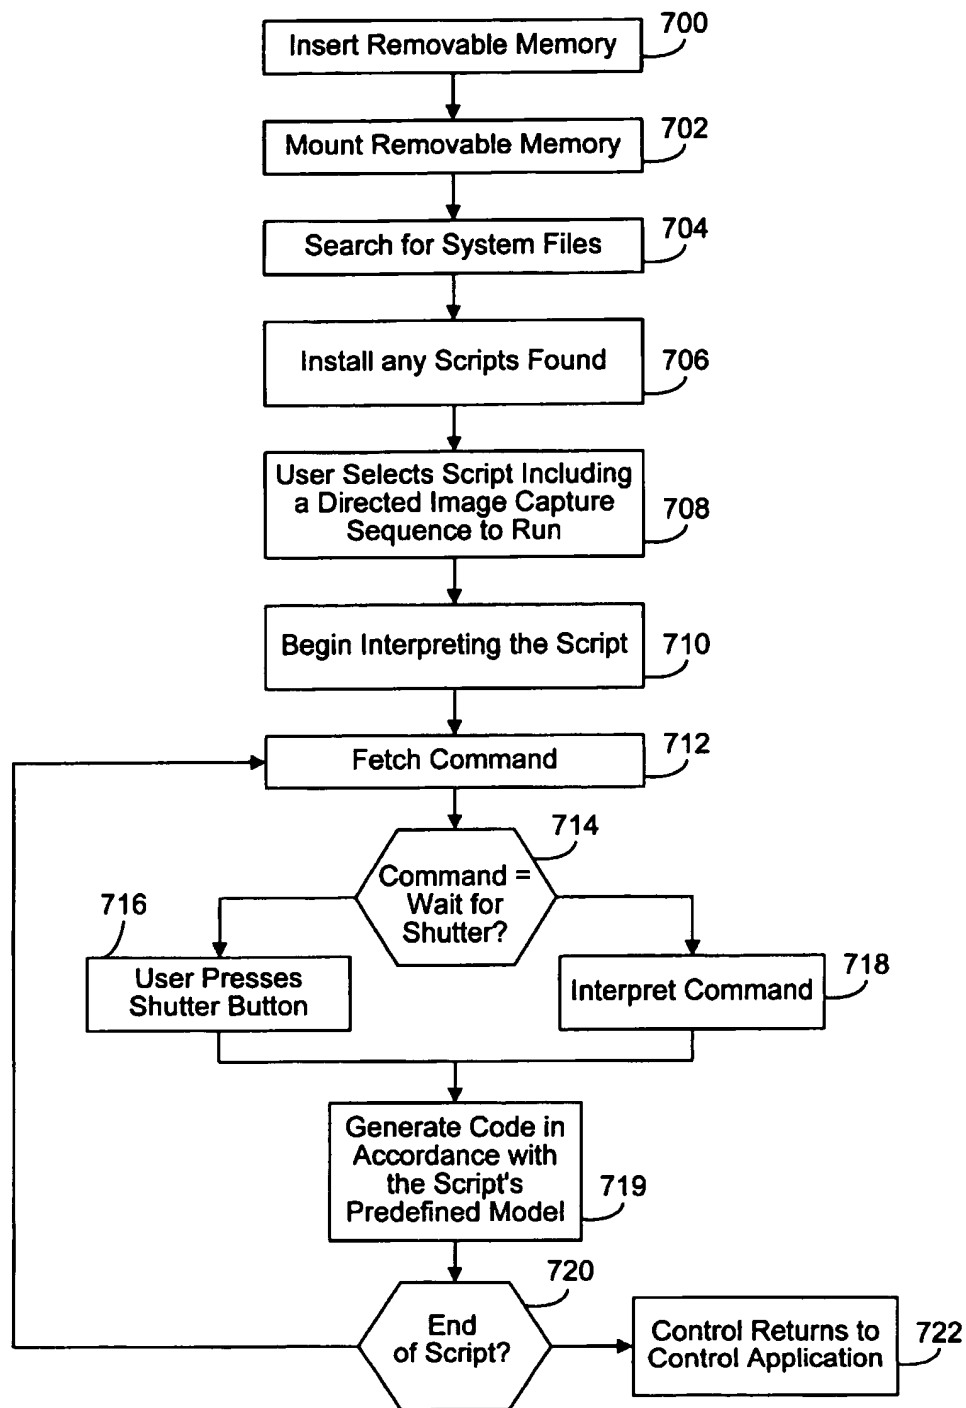 Insert Removable Memory
700
Mount Removable Memory
702
Search for System Files
704
Install any Scripts Found
706
User Selects Script Including
a Directed Image Capture
Sequence to Run
708
Begin Interpreting the Script
710
Fetch Command
712
714
Command =
Wait for
Shutter?
716
User Presses
Shutter Button
Interpret Command
718
Generate Code in
Accordance with
the Script's
Predefined Model
719
720
End
of Script?
Control Returns to
Control Application
722